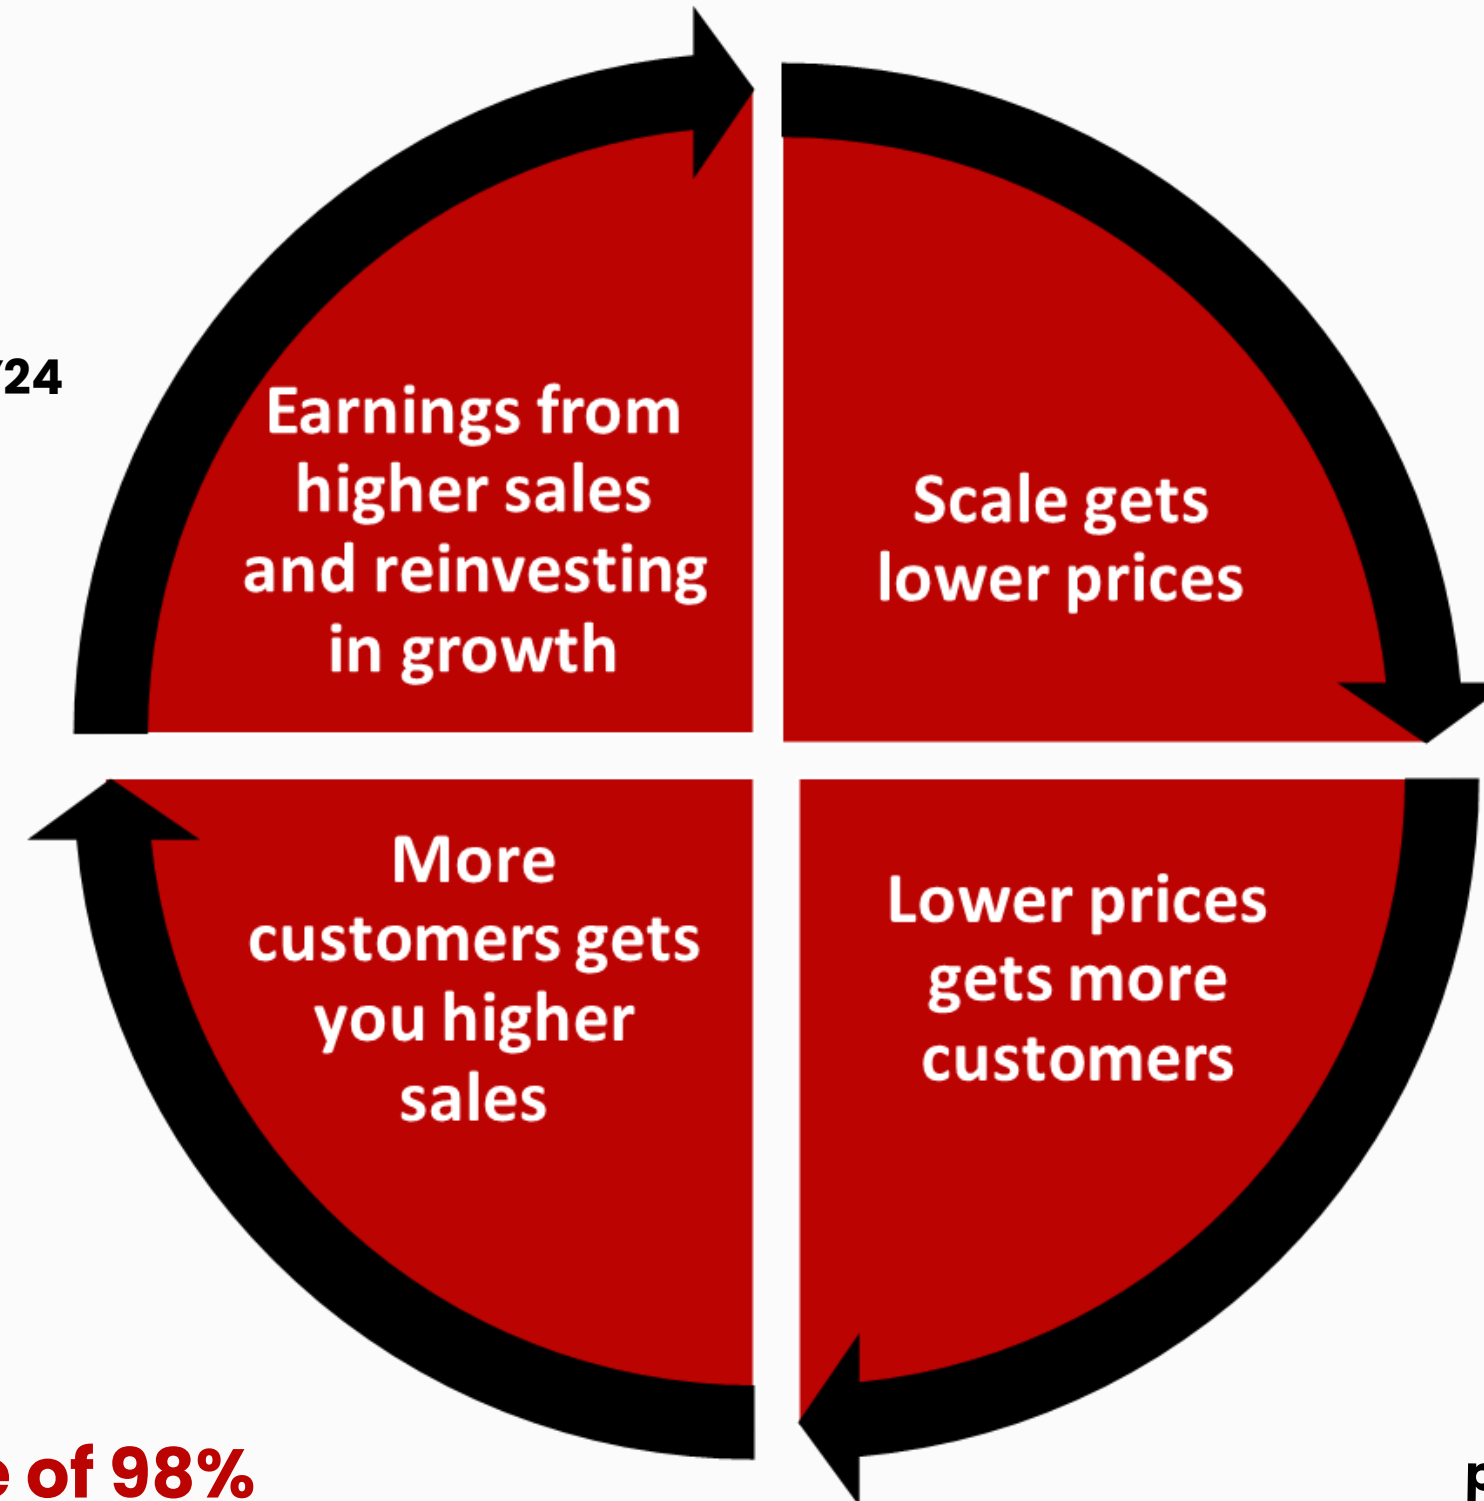 Y24
Earnings from
higher sales
and reinvesting
in growth
Scale gets
lower prices
More
customers gets
you higher
sales
Lower prices
gets more
customers
of 98%